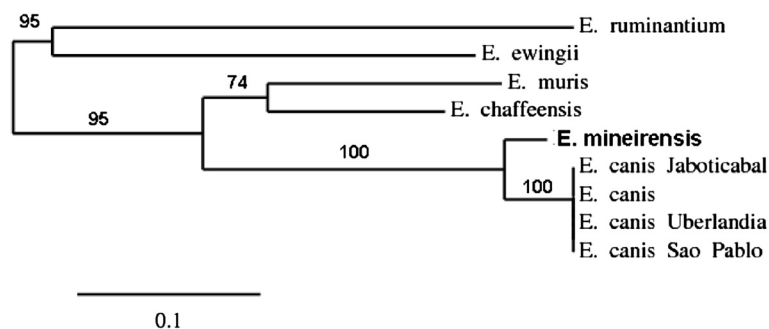 95
E. ruminantium
E. ewingii
74
E. muris
95
E. chaffeensis
E. mineirensis
100
E. canis Jaboticabal
100
E. canis
E. canis Uberlandia
E. canis Sao Pablo
0.1